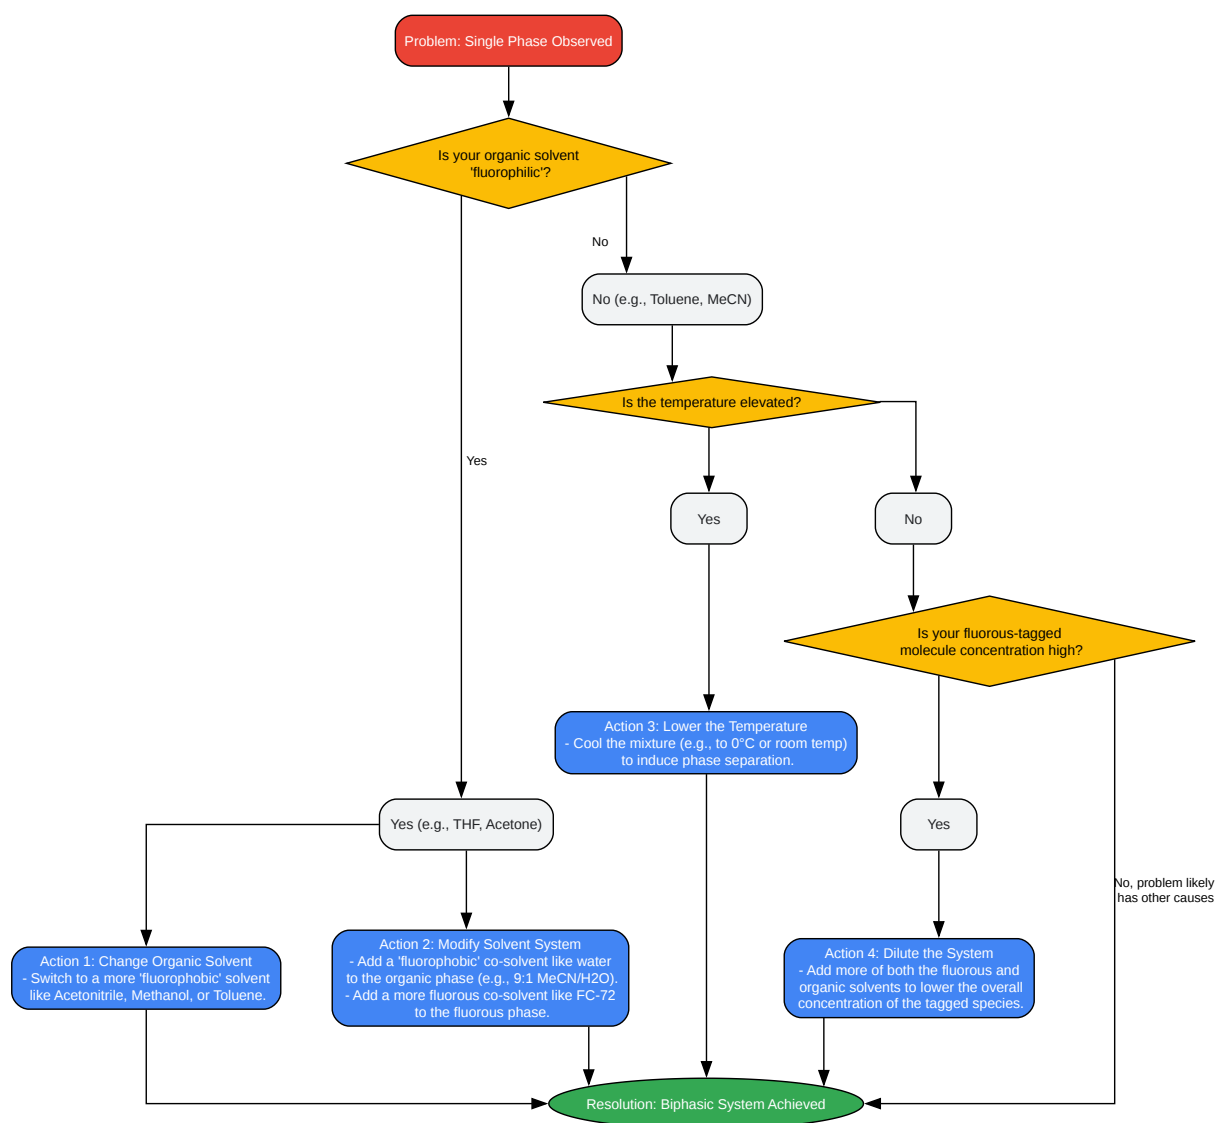 Problem: Single Phase Observed
Is your organic solvent
'fluorophilic'?
No
No (e.g., Toluene, MeCN)
Is the temperature elevated?
Yes
Yes
No
Is your fluorous-tagged
molecule concentration high?
Action 3: Lower the Temperature
- Cool the mixture (e.g., to 0°C or room temp)
to induce phase separation.
Yes (e.g., THF, Acetone)
Yes
No, problem likely
has other causes
Action 1: Change Organic Solvent
- Switch to a more 'fluorophobic' solvent
like Acetonitrile, Methanol, or Toluene.
Action 2: Modify Solvent System
- Add a 'fluorophobic' co-solvent like water
to the organic phase (e.g., 9:1 MeCN/H2O).
- Add a more fluorous co-solvent like FC-72
to the fluorous phase.
Action 4: Dilute the System
- Add more of both the fluorous and
organic solvents to lower the overall
concentration of the tagged species.
Resolution: Biphasic System Achieved